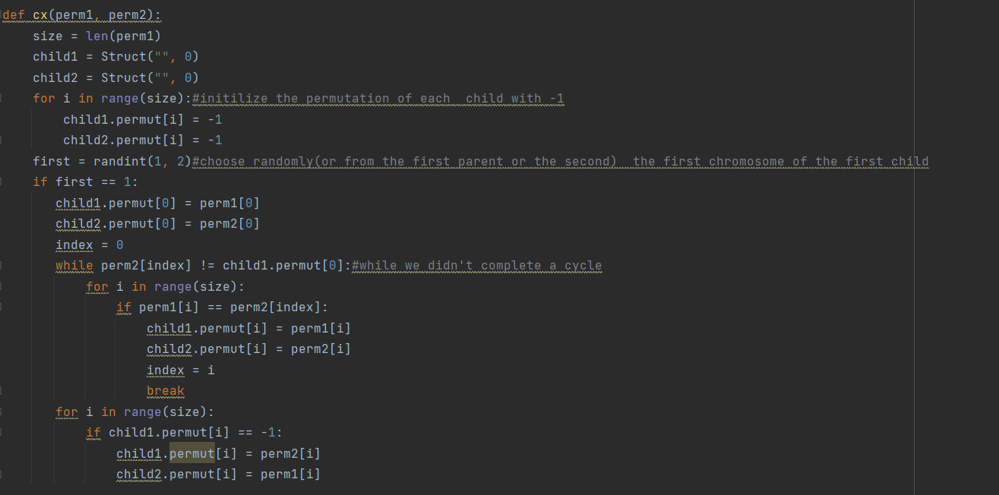 def cx(perm1, perm2):
    size = len(perm1)
    child1 = Struct("", 0)
    child2 = Struct("", 0)
    for i in range(size):#initilize the permutation of each  child with -1
        child1.permut[i] = -1
        child2.permut[i] = -1
    first = randint(1, 2)#choose randomly(or from the first parent or the second)  the first chromosome of the first child
    if first == 1:
       child1.permut[0] = perm1[0]
       child2.permut[0] = perm2[0]
       index = 0
       while perm2[index] != child1.permut[0]:#while we didn't complete a cycle
           for i in range(size):
               if perm1[i] == perm2[index]:
                   child1.permut[i] = perm1[i]
                   child2.permut[i] = perm2[i]
                   index = i
                   break
       for i in range(size):
           if child1.permut[i] == -1:
               child1.permut[i] = perm2[i]
               child2.permut[i] = perm1[i]